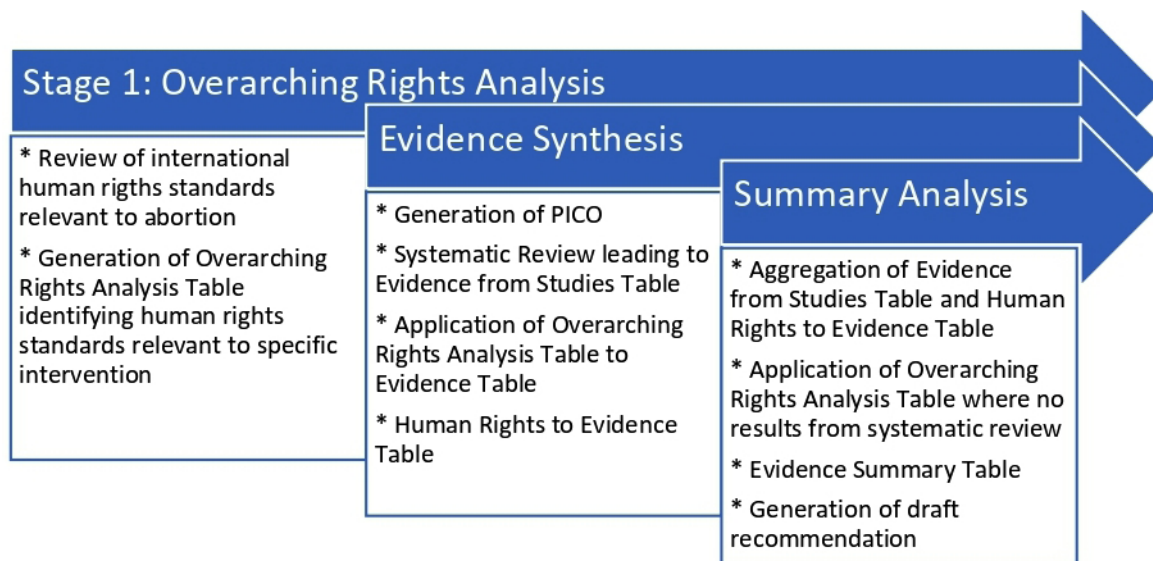 Stage 1: Overarching Rights Analysis
* Review of international
human rigths standards
relevant to abortion
* Generation of Overarching
Rights Analysis Table
identifying human rights
standards relevant to specific
intervention
Evidence Synthesis
* Generation of PICO
* Systematic Review leading to
Evidence from Studies Table
* Application of Overarching
Rights Analysis Table to
Evidence Table
* Human Rights to Evidence
Table
Summary Analysis
* Aggregation of Evidence
from Studies Table and Human
Rights to Evidence Table
* Application of Overarching
Rights Analysis Table where no
results from systematic review
* Evidence Summary Table
* Generation of draft
recommendation